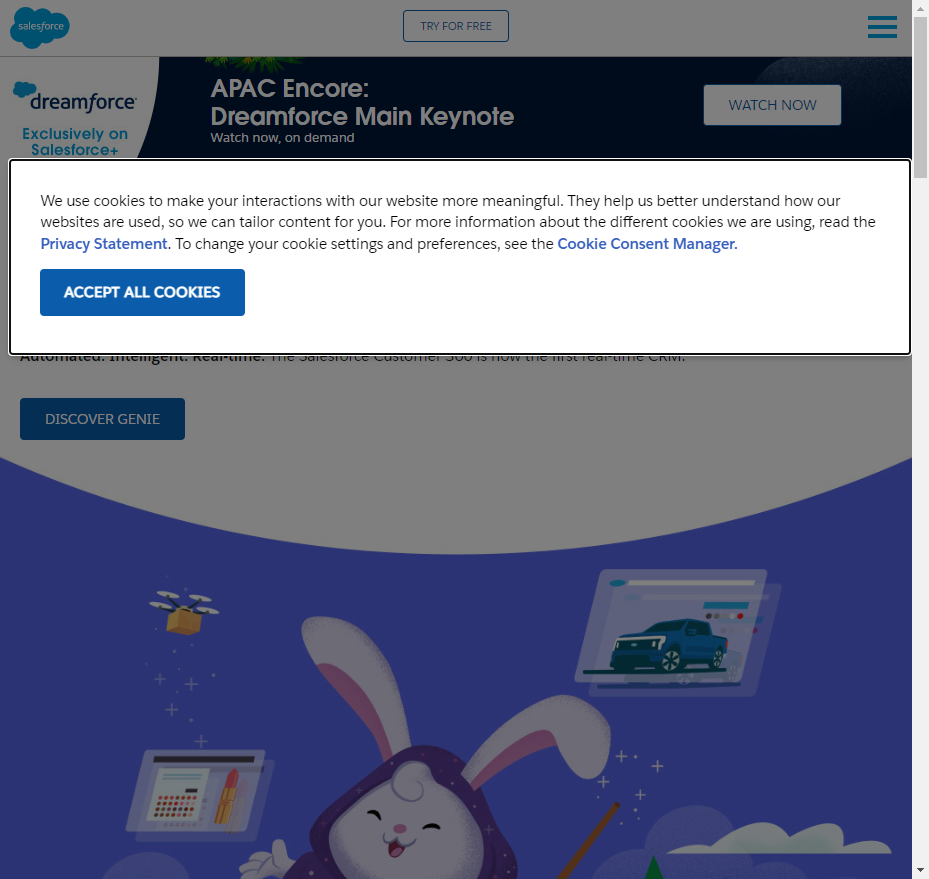 salesforce
TRY FOR FREE
dreamforce
Exclusively on
Salesforce+
APAC Encore:
Dreamforce Main Keynote
Watch now, on demand
WATCH NOW
We use cookies to make your interactions with our website more meaningful. They help us better understand how our
websites are used, so we can tailor content for you. For more information about the different cookies we are using, read the
Privacy Statement. To change your cookie settings and preferences, see the Cookie Consent Manager.
ACCEPT ALL COOKIES
Automated. Intelligent. Real-time. The Salesforce Customer 360 is now the first real-time CRM.
DISCOVER GENIE